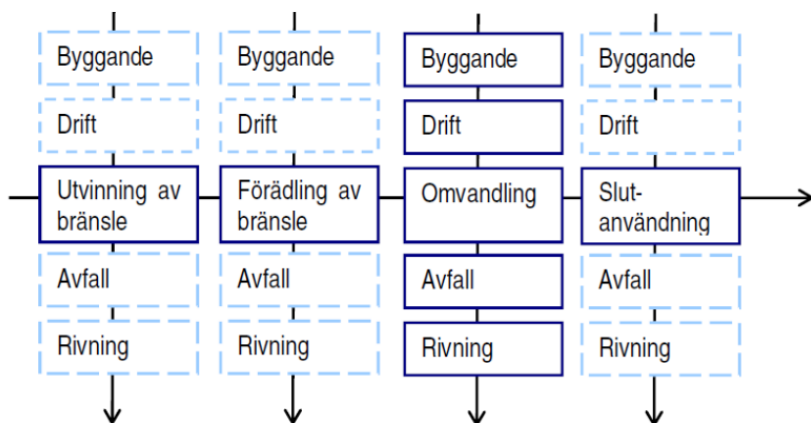 Byggande
Byggande
Byggande
Byggande
Drift
Drift
Drift
Drift
Utvinning av
bränsle
Förädling av
bränsle
Omvandling
Slut-
användning
Avfall
Avfall
Avfall
Avfall
Rivning
Rivning
Rivning
Rivning